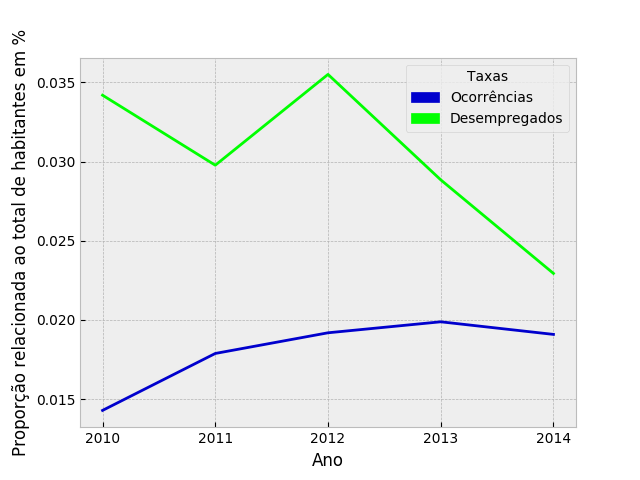 Proporção relacionada ao total de habitantes em %
0.035
0.030
0.025
0.020
0.015
Taxas
Ocorrências
Desempregados
2010 2011 2012 2013 2014
Ano